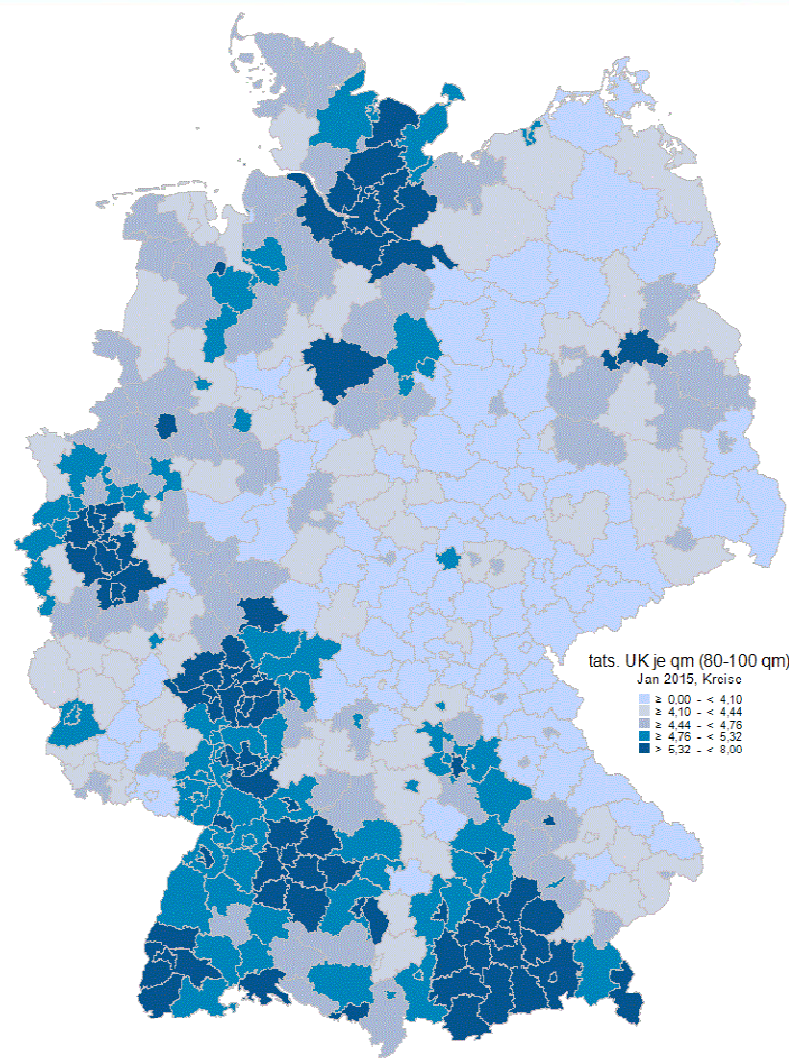 tats. UK je qm (80-100 qm)
Jan 2015, Kreise
≥ 0,00 - < 4,10
≥ 4,10 - < 4,44
≥ 4,44 - < 4,76
≥ 4,76 - < 5,32
≥ 5,32 - < 8,00